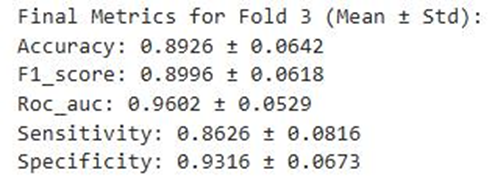 Final Metrics for Fold 3 (Mean ± Std):
Accuracy: 0.8926 ± 0.0642
F1_score: 0.8996 ± 0.0618
Roc_auc: 0.9602 ± 0.0529
Sensitivity: 0.8626 ± 0.0816
Specificity: 0.9316 ± 0.0673